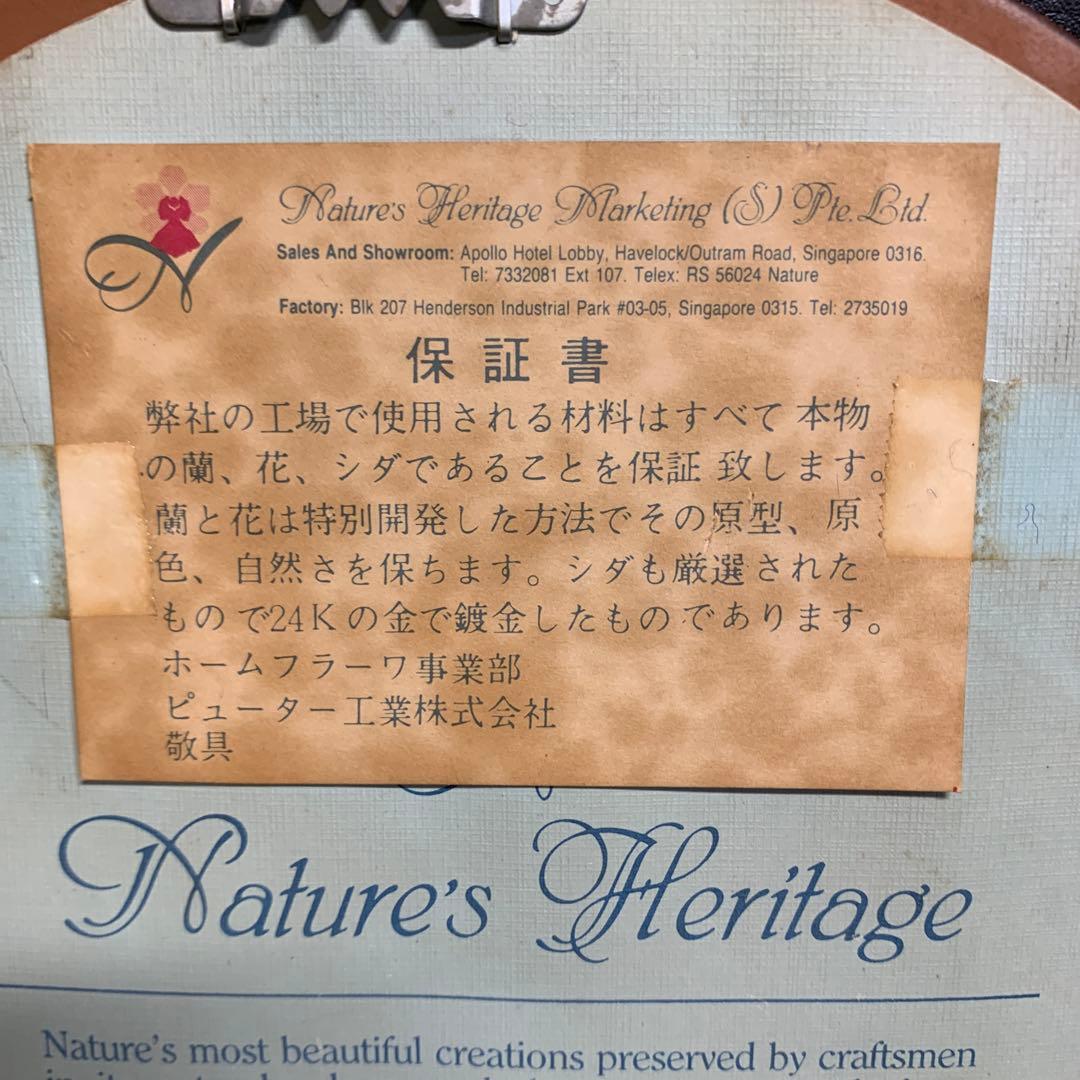 Nature's Heritage Marketing (S) Pte. Ltd.
Sales And Showroom: Apollo Hotel Lobby, Havelock/Outram Road, Singapore 0316.
Tel: 7332081 Ext 107. Telex: RS 56024 Nature
Factory: Blk 207 Henderson Industrial Park #03-05, Singapore 0315. Tel: 2735019
保証書
弊社の工場で使用される材料はすべて本物
の蘭、花、シダであることを保証致します。
蘭と花は特別開発した方法でその原型、原
色、自然さを保ちます。シダも厳選された
もので24Kの金で鍍金したものであります。
ホームフラーワ事業部
ピューター工業株式会社
敬具
Nature's Heritage
Nature's most beautiful creations preserved by craftsmen